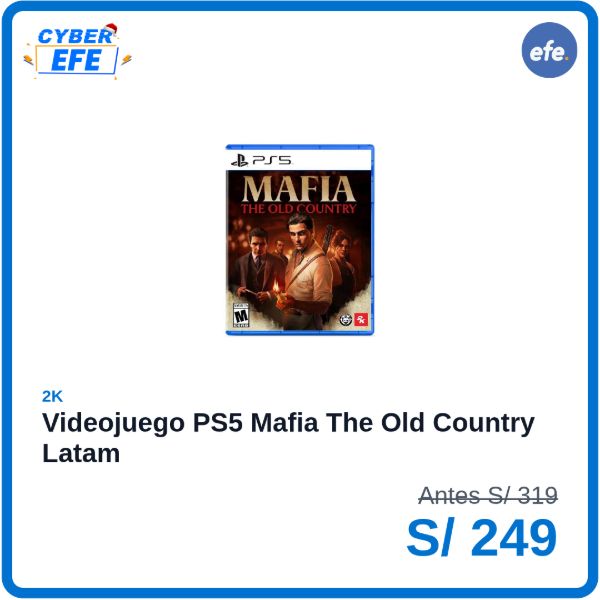 CYBER
EFE
efe.
PS5
MAFIA
THE OLD COUNTRY
M
2K
2K
Videojuego PS5 Mafia The Old Country
Latam
Antes S/ 319
S/ 249